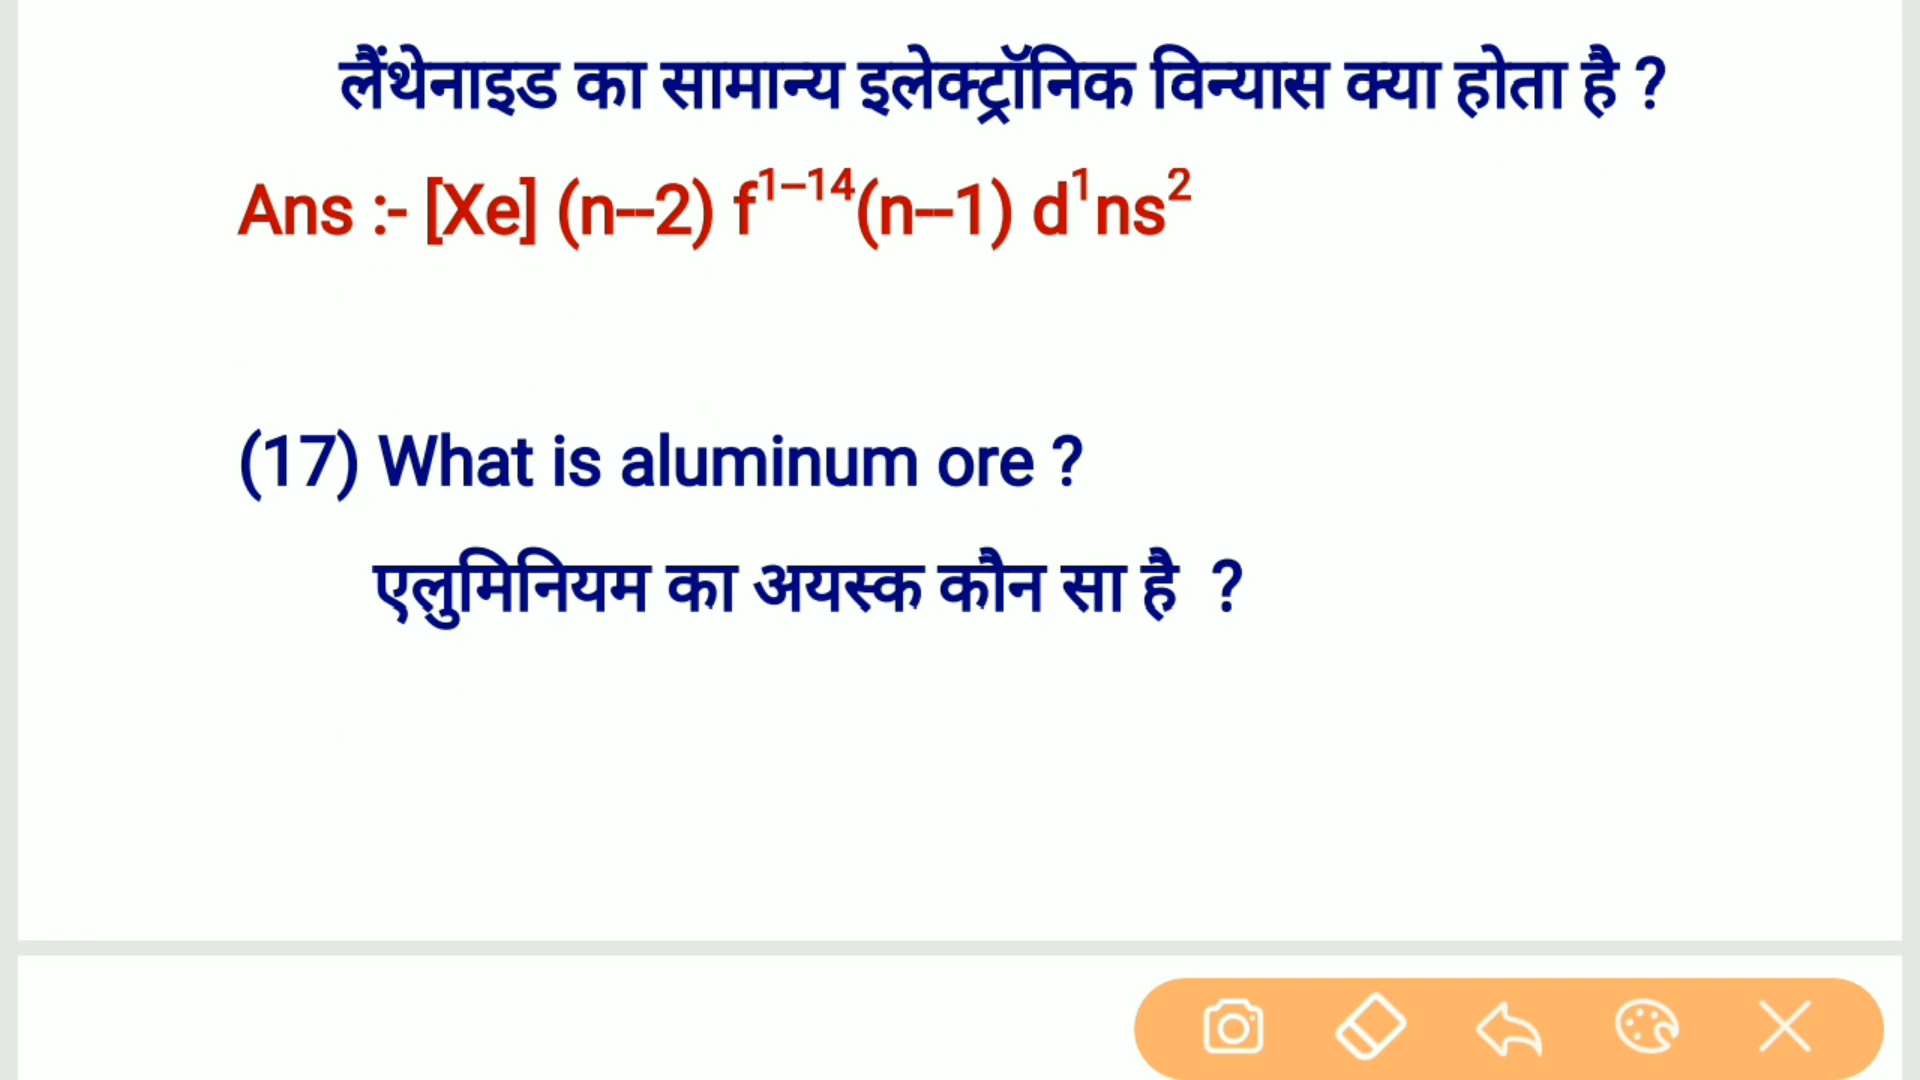 लैंथेनाइड का सामान्य इलेक्ट्रॉनिक विन्यास क्या होता है ?
Ans :- [Xe] (n--2) f¹⁻¹⁴(n--1) d¹ns²
(17) What is aluminum ore ?
एलुमिनियम का अयस्क कौन सा है ?